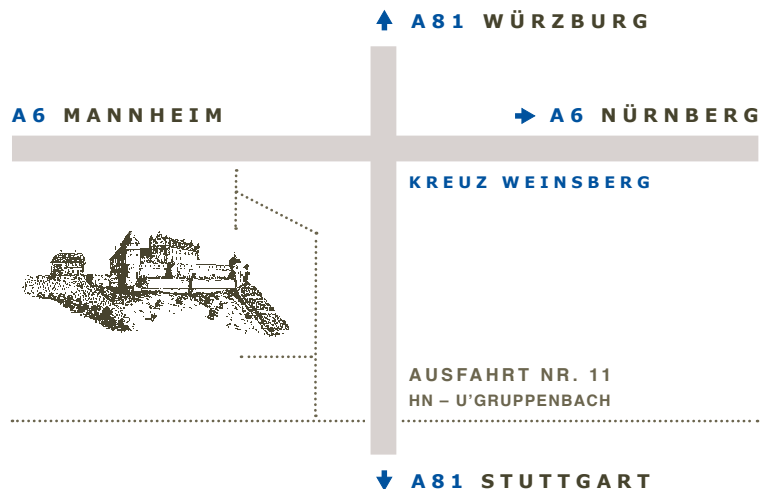 A81 WÜRZBURG
A6 MANNHEIM
A6 NÜRNBERG
KREUZ WEINSBERG
AUSFAHRT NR. 11
HN – U'GRUPPENBACH
A81 STUTTGART